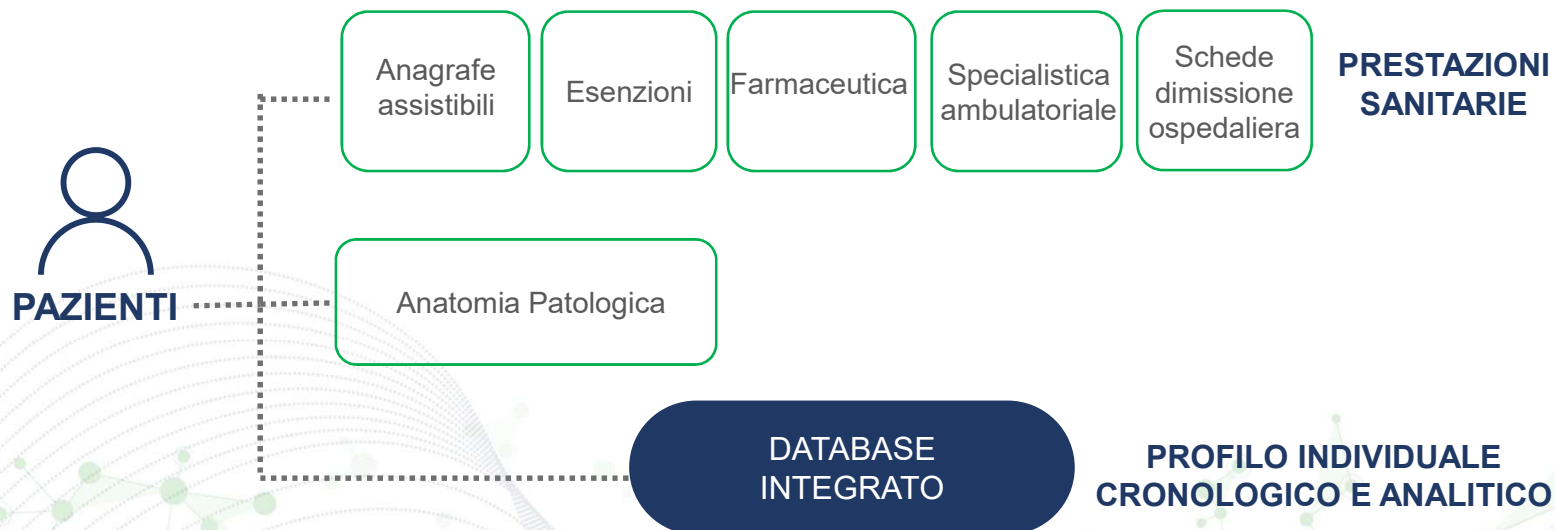 Anagrafe
assistibili
Esenzioni
Farmaceutica
Specialistica
ambulatoriale
Schede
dimissione
ospedaliera
PRESTAZIONI
SANITARIE
PAZIENTI
Anatomia Patologica
DATABASE
INTEGRATO
PROFILO INDIVIDUALE
CRONOLOGICO E ANALITICO